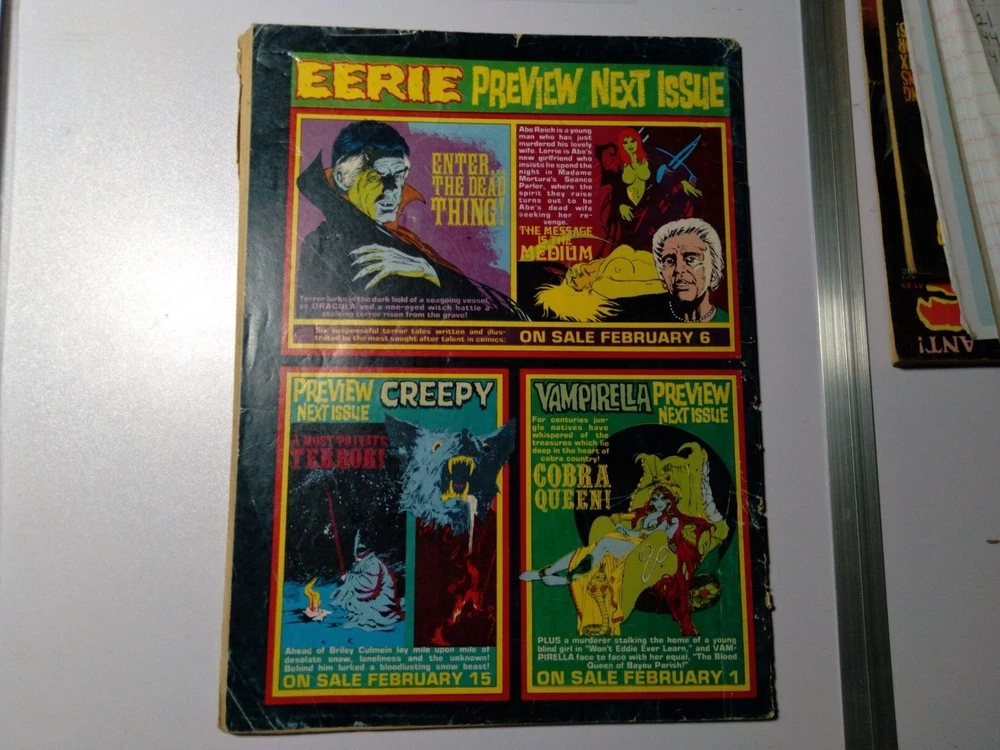 EERIE PREVIEW NEXT ISSUE
ENTER...
THE DEAD
THING!
Terror lurks in the dark hold of a seagoing vessel
as DRACULA and a one-eyed witch battle a
stalking terror risen from the grave!
Abe Reich is a young
man who has just
murdered his lovely
wife. Lorrie is Abe's
new girlfriend who
insists he spend the
night in Madame
Mortura's Seance
Parlor, where the
spirit they raise
turns out to be
Abe's dead wife
seeking her re-
venge.
THE MESSAGE
IS THE
MEDIUM
Six suspenseful terror tales written and illus-
trated by the most sought after talent in comics!
ON SALE FEBRUARY 6
PREVIEW
NEXT ISSUE
CREEPY
A MOST PRIVATE
TERROR!
Ahead of Briley Culmein lay mile upon mile of
desolate snow, loneliness and the unknown!
Behind him lurked a bloodlusting snow beast!
ON SALE FEBRUARY 15
VAMPIRELLA PREVIEW
NEXT ISSUE
For centuries jun-
gle natives have
whispered of the
treasures which lie
deep in the heart of
cobra country!
COBRA
QUEEN!
PLUS a murderer stalking the home of a young
blind girl in "Won't Eddie Ever Learn," and VAM-
PIRELLA face to face with her equal, "The Blood
Queen of Bayou Parish!"
ON SALE FEBRUARY 1
ANT!